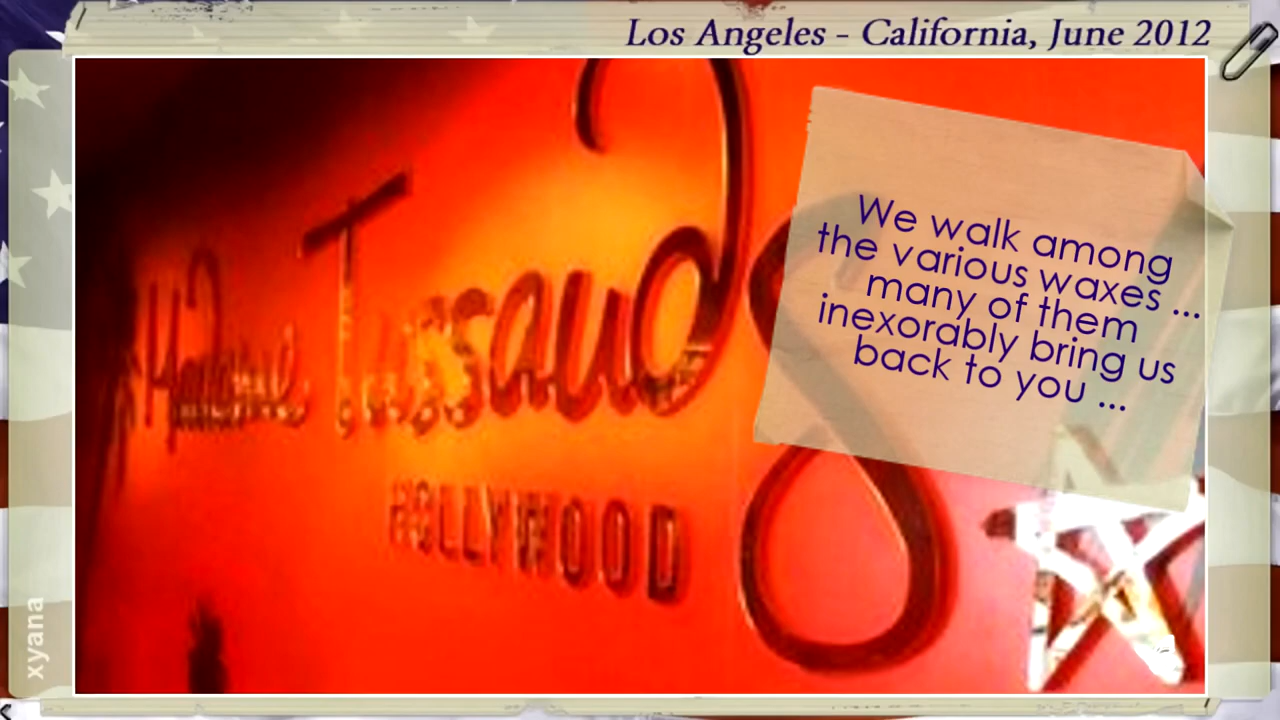 Los Angeles - California, June 2012
Madame Tussauds
HOLLYWOOD
We walk among
the various waxes ...
many of them
inexorably bring us
back to you ...
xyana